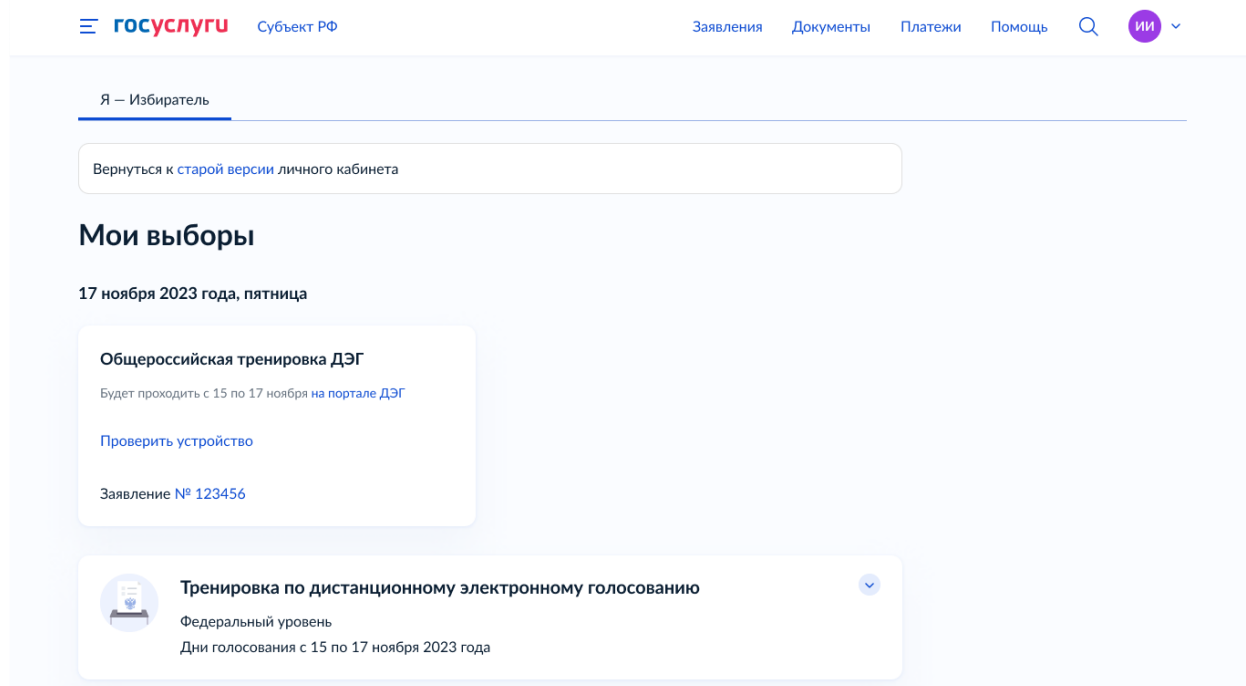 госуслуги Субъект РФ Заявления Документы Платежи Помощь ИИ
Я — Избиратель
Вернуться к старой версии личного кабинета
Мои выборы
17 ноября 2023 года, пятница
Общероссийская тренировка ДЭГ
Будет проходить с 15 по 17 ноября на портале ДЭГ
Проверить устройство
Заявление № 123456
Тренировка по дистанционному электронному голосованию
Федеральный уровень
Дни голосования с 15 по 17 ноября 2023 года